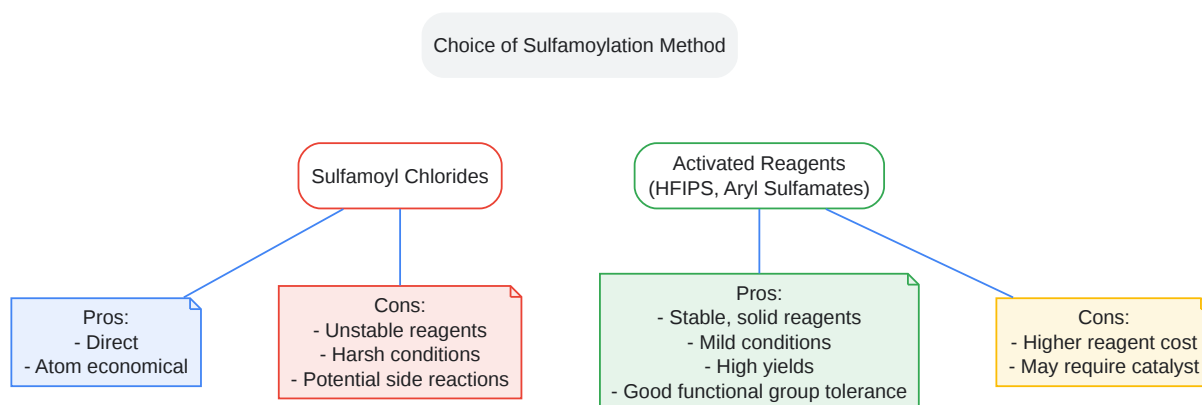 Choice of Sulfamoylation Method
Sulfamoyl Chlorides
Activated Reagents
(HFIPS, Aryl Sulfamates)
Pros:
- Direct
- Atom economical
Cons:
- Unstable reagents
- Harsh conditions
- Potential side reactions
Pros:
- Stable, solid reagents
- Mild conditions
- High yields
- Good functional group tolerance
Cons:
- Higher reagent cost
- May require catalyst